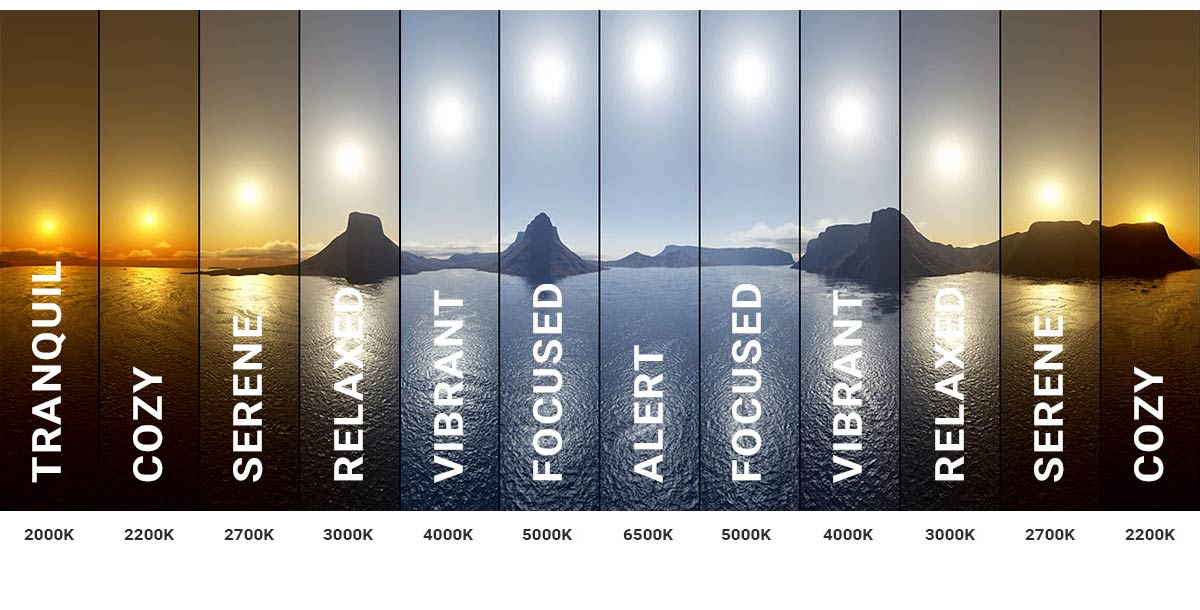 TRANQUIL
COZY
SERENE
RELAXED
VIBRANT
FOCUSED
ALERT
FOCUSED
VIBRANT
RELAXED
SERENE
COZY
2000K 2200K 2700K 3000K 4000K 5000K 6500K 5000K 4000K 3000K 2700K 2200K